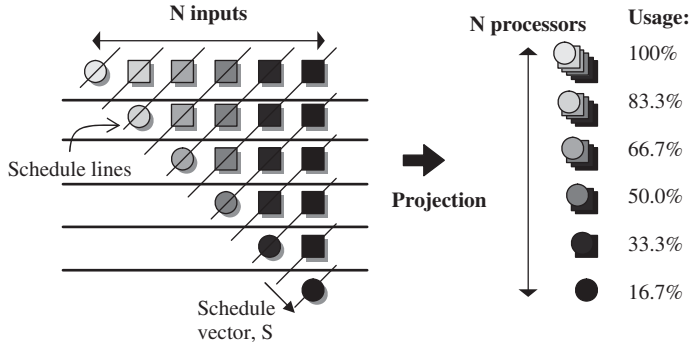 N inputs
Schedule lines
Schedule
vector, S
Projection
N processors
Usage:
100%
83.3%
66.7%
50.0%
33.3%
16.7%